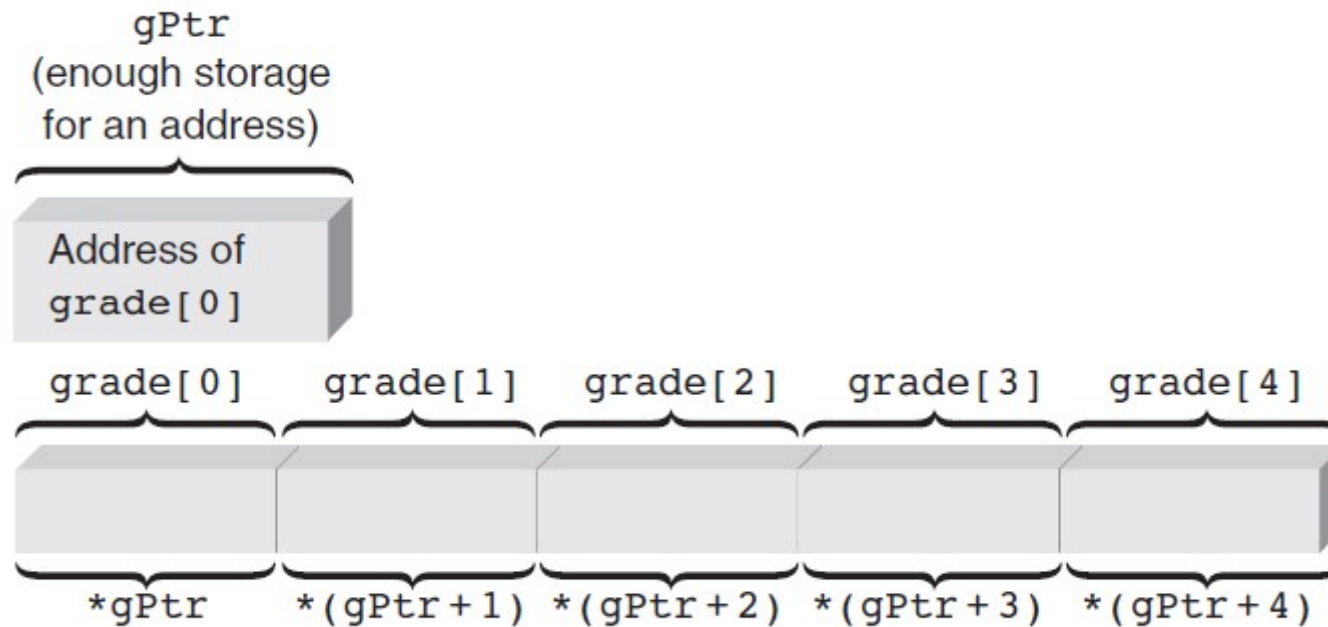 gPtr
(enough storage
for an address)
Address of
grade[0]
grade[0] grade[1] grade[2] grade[3] grade[4]
*gPtr *(gPtr+1) *(gPtr+2) *(gPtr+3) *(gPtr+4)